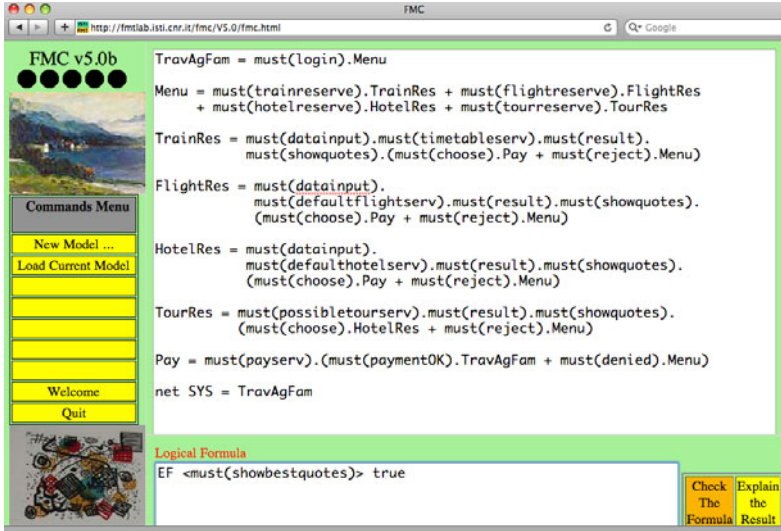 FMC
http://fmtlab.isti.cnr.it/fmc/V5.0/fmc.html
Google
FMC v5.0b
TravAgFam = must(login).Menu
Menu = must(trainreserve).TrainRes + must(flightreserve).FlightRes
+ must(hotelreserve).HotelRes + must(tourreserve).TourRes
TrainRes = must(datainput).must(timetableserv).must(result).
must(showquotes).(must(choose).Pay + must(reject).Menu)
FlightRes = must(datainput).
must(defaultflightserv).must(result).must(showquotes).
(must(choose).Pay + must(reject).Menu)
HotelRes = must(datainput).
must(defaulthotelserv).must(result).must(showquotes).
(must(choose).Pay + must(reject).Menu)
TourRes = must(possibletourserv).must(result).must(showquotes).
(must(choose).HotelRes + must(reject).Menu)
Pay = must(payserv).(must(paymentOK).TravAgFam + must(denied).Menu)
net SYS = TravAgFam
Commands Menu
New Model ...
Load Current Model
Welcome
Quit
Logical Formula
EF <must(showbestquotes)> true
Check
The
Formula
Explain
the
Result